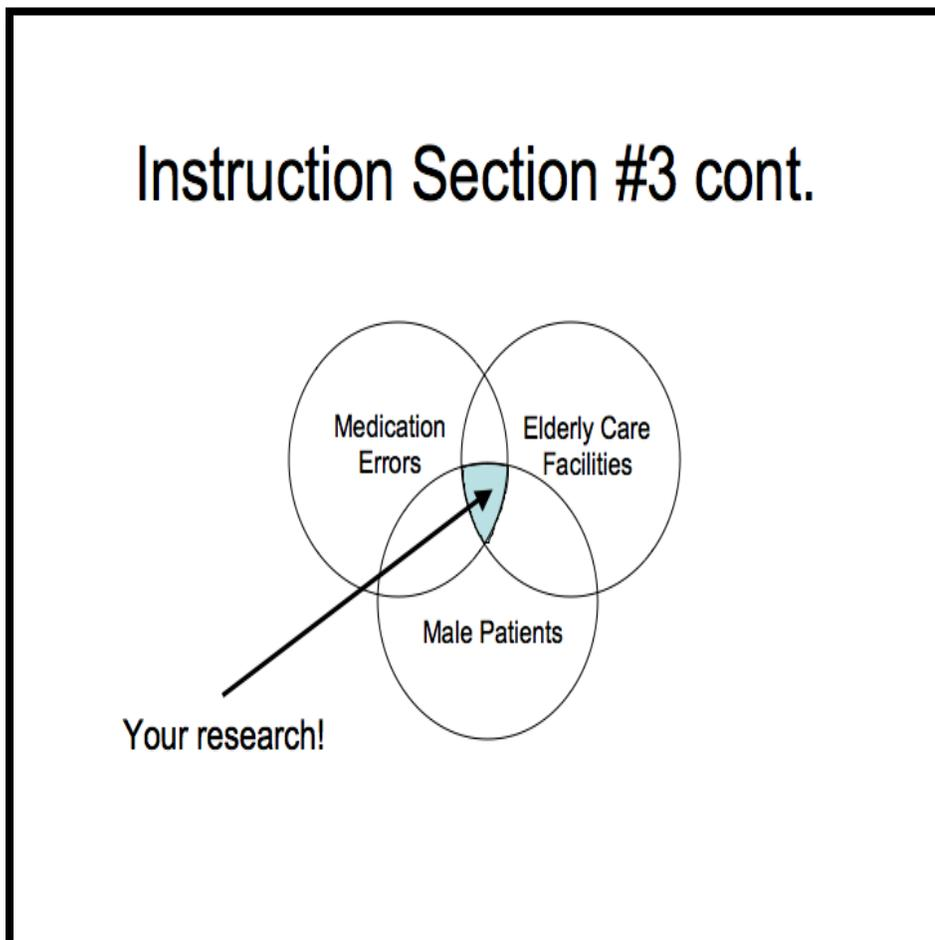 Instruction Section #3 cont.
Medication
Errors
Elderly Care
Facilities
Male Patients
Your research!